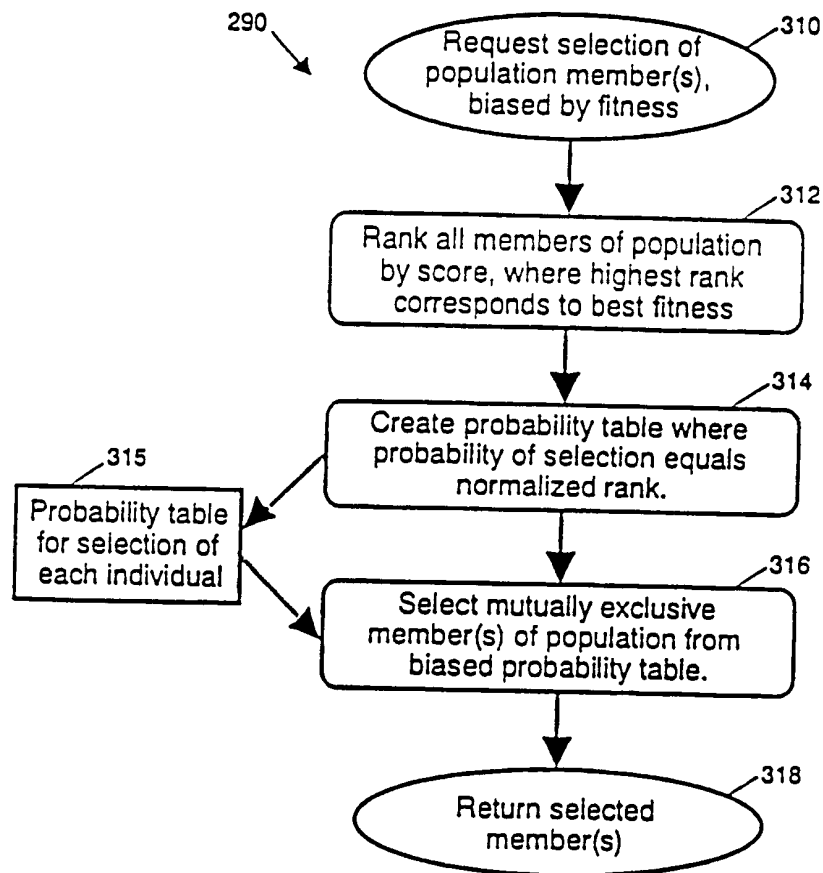 290
310
Request selection of
population member(s),
biased by fitness
312
Rank all members of population
by score, where highest rank
corresponds to best fitness
314
Create probability table where
probability of selection equals
normalized rank.
315
Probability table
for selection of
each individual
316
Select mutually exclusive
member(s) of population from
biased probability table.
318
Return selected
member(s)